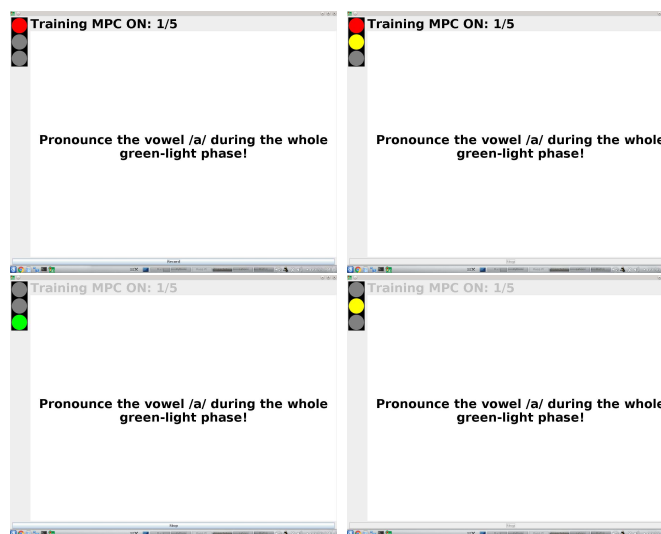 Training MPC ON: 1/5
Pronounce the vowel /a/ during the whole
green-light phase!
Record
Training MPC ON: 1/5
Pronounce the vowel /a/ during the whole
green-light phase!
Stop
Training MPC ON: 1/5
Pronounce the vowel /a/ during the whole
green-light phase!
Stop
Training MPC ON: 1/5
Pronounce the vowel /a/ during the whole
green-light phase!
Stop